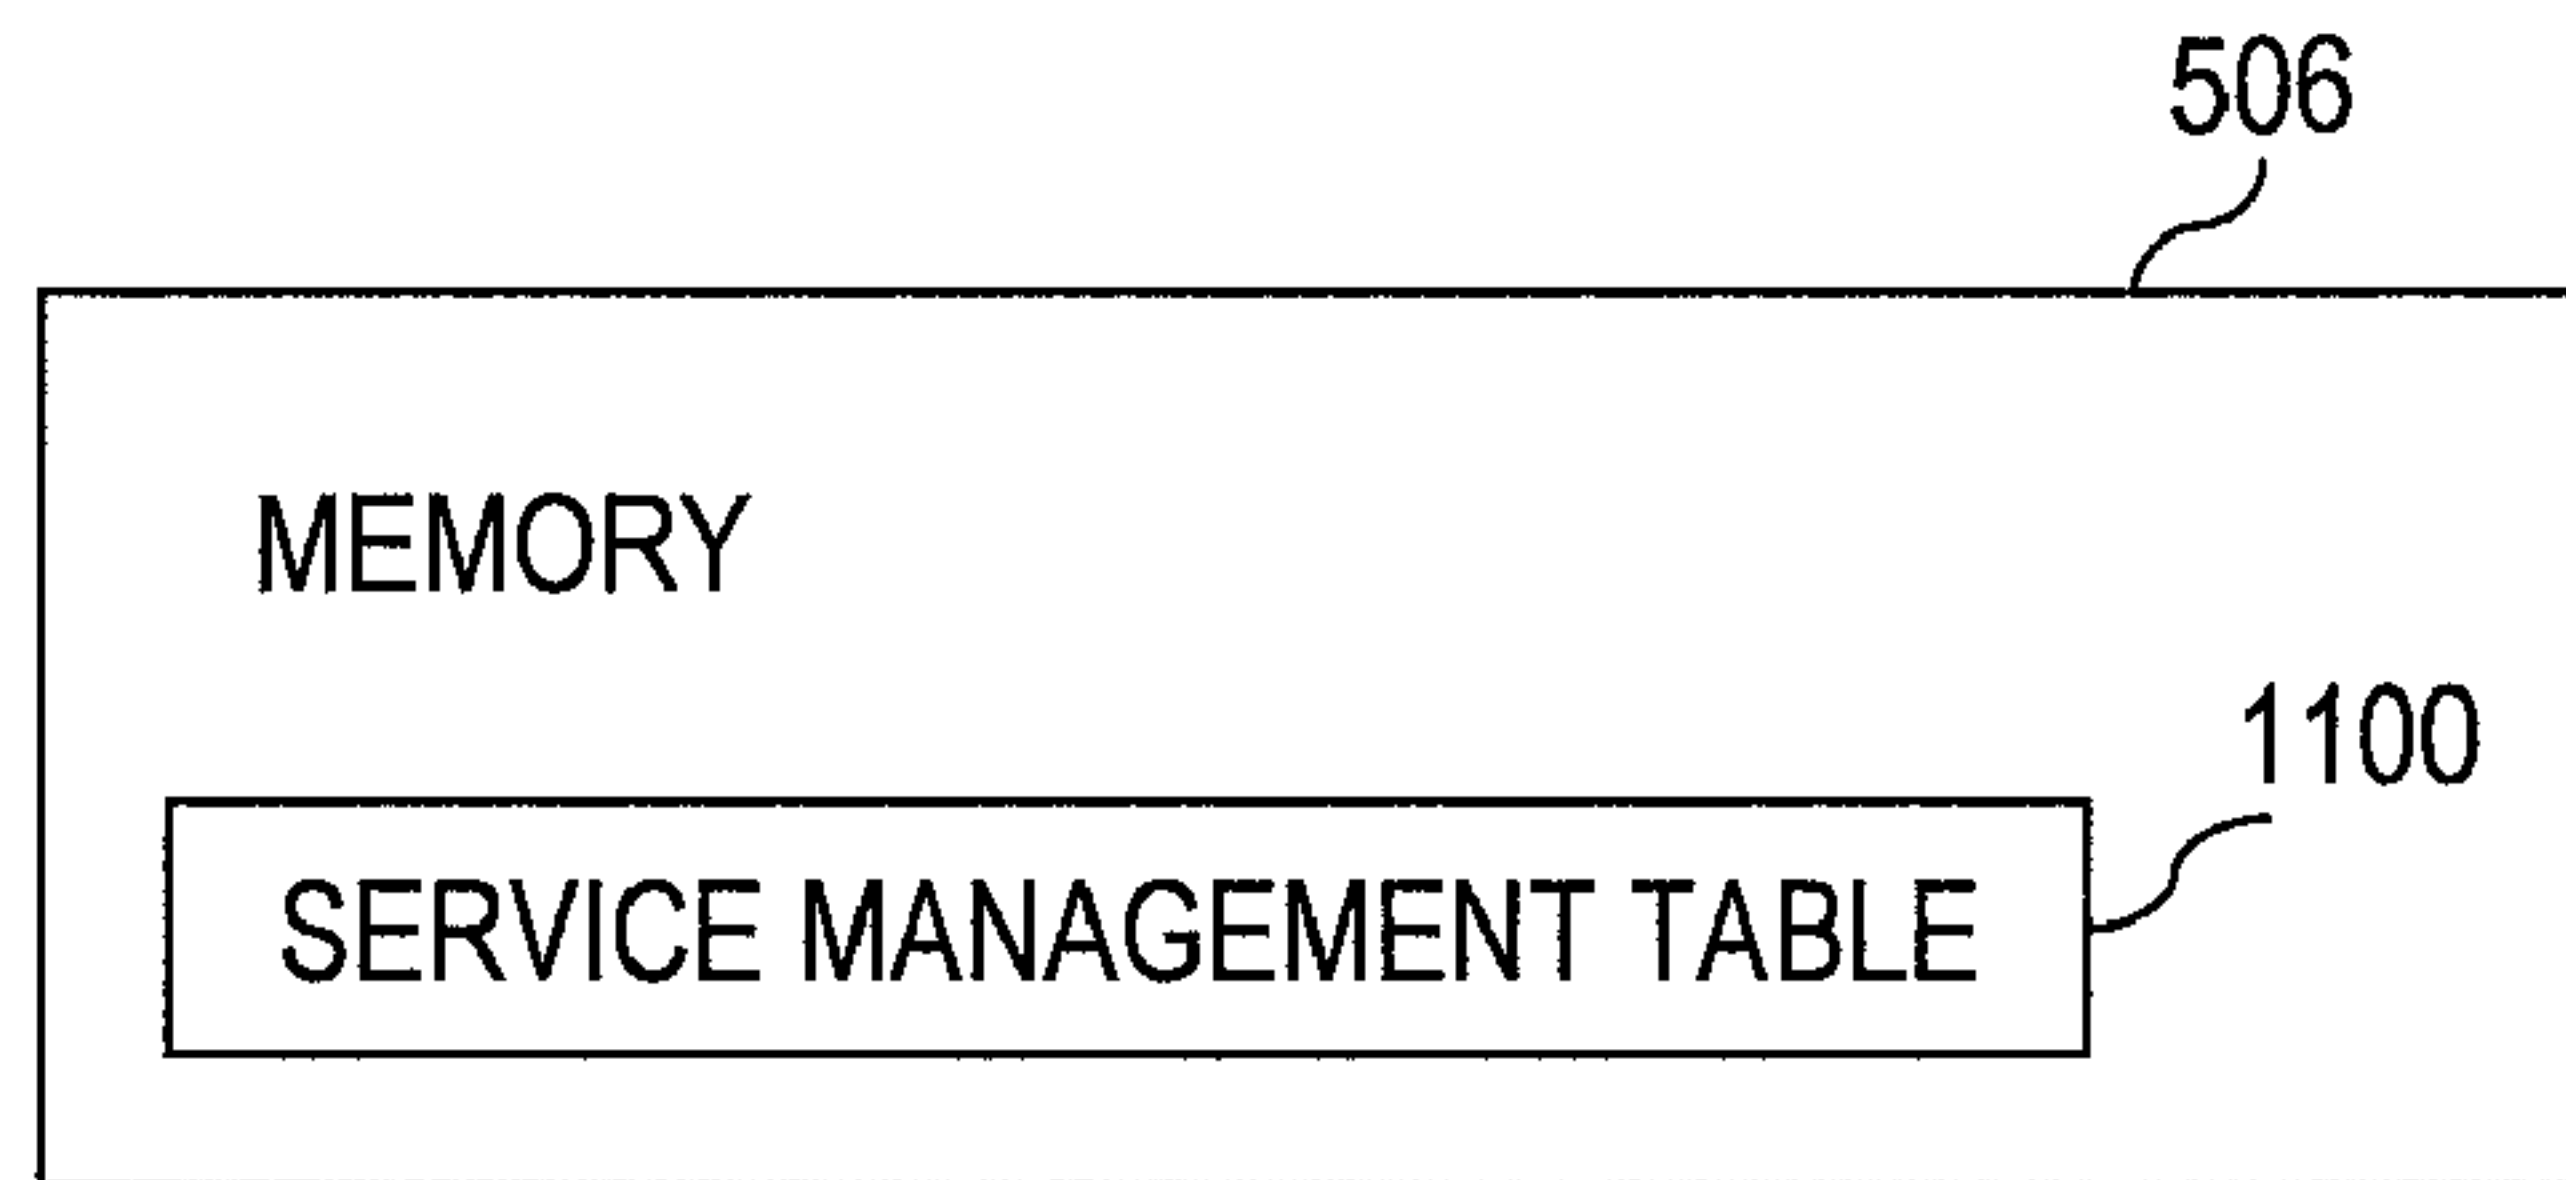 506
MEMORY
1100
SERVICE MANAGEMENT TABLE